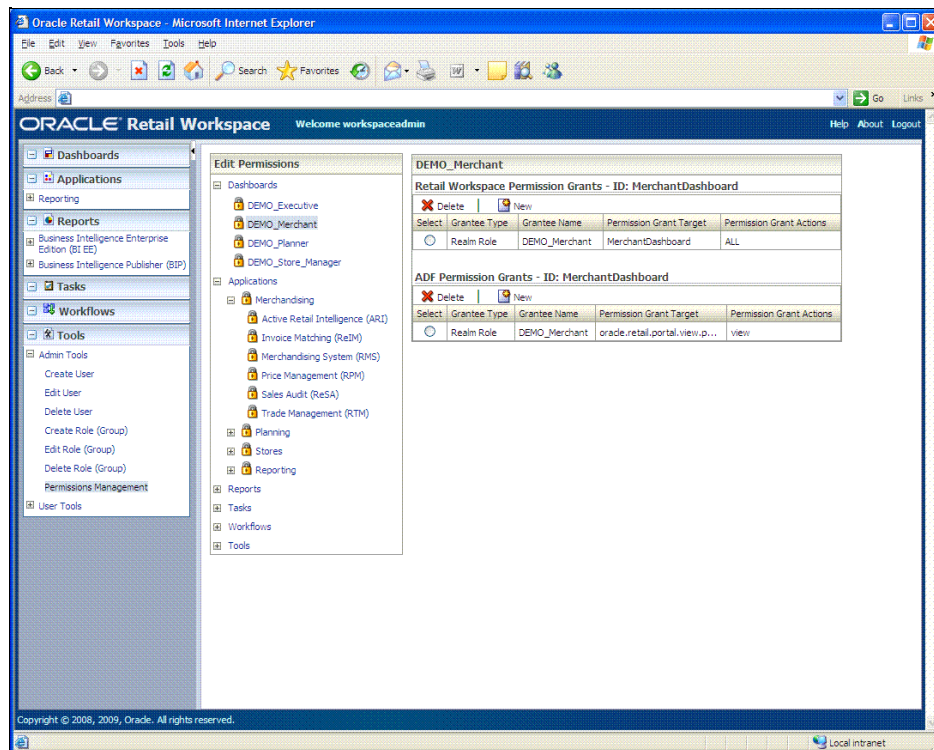 Oracle Retail Workspace - Microsoft Internet Explorer
File Edit View Favorites Tools Help
Back Search Favorites
Address Go Links
ORACLE Retail Workspace Welcome workspaceadmin Help About Logout
Dashboards
Applications
Reporting
Reports
Business Intelligence Enterprise
Edition (BI EE)
Business Intelligence Publisher (BIP)
Tasks
Workflows
Tools
Admin Tools
Create User
Edit User
Delete User
Create Role (Group)
Edit Role (Group)
Delete Role (Group)
Permissions Management
User Tools
Edit Permissions
Dashboards
DEMO_Executive
DEMO_Merchant
DEMO_Planner
DEMO_Store_Manager
Applications
Merchandising
Active Retail Intelligence (ARI)
Invoice Matching (ReIM)
Merchandising System (RMS)
Price Management (RPM)
Sales Audit (ReSA)
Trade Management (RTM)
Planning
Stores
Reporting
Reports
Tasks
Workflows
Tools
DEMO_Merchant
Retail Workspace Permission Grants - ID: MerchantDashboard
Delete New
Select Grantee Type Grantee Name Permission Grant Target Permission Grant Actions
Realm Role DEMO_Merchant MerchantDashboard ALL
ADF Permission Grants - ID: MerchantDashboard
Delete New
Select Grantee Type Grantee Name Permission Grant Target Permission Grant Actions
Realm Role DEMO_Merchant oracle.retail.portal.view.p... view
Copyright © 2008, 2009, Oracle. All rights reserved.
Local intranet